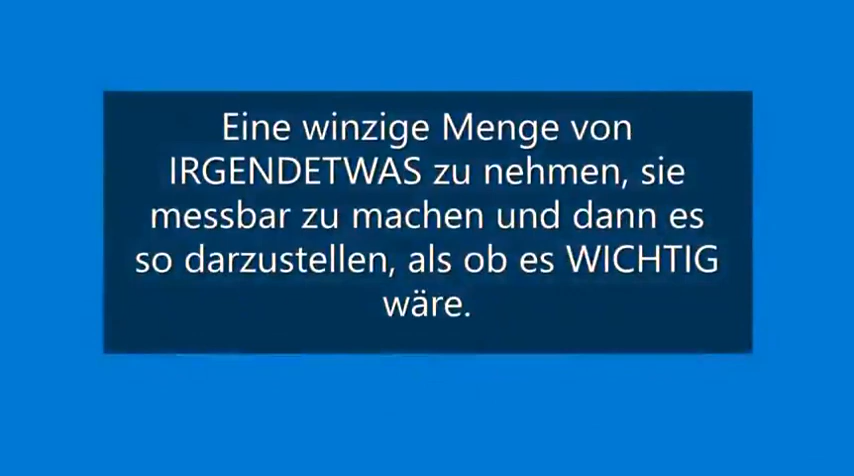 Eine winzige Menge von
IRGENDETWAS zu nehmen, sie
messbar zu machen und dann es
so darzustellen, als ob es WICHTIG
wäre.